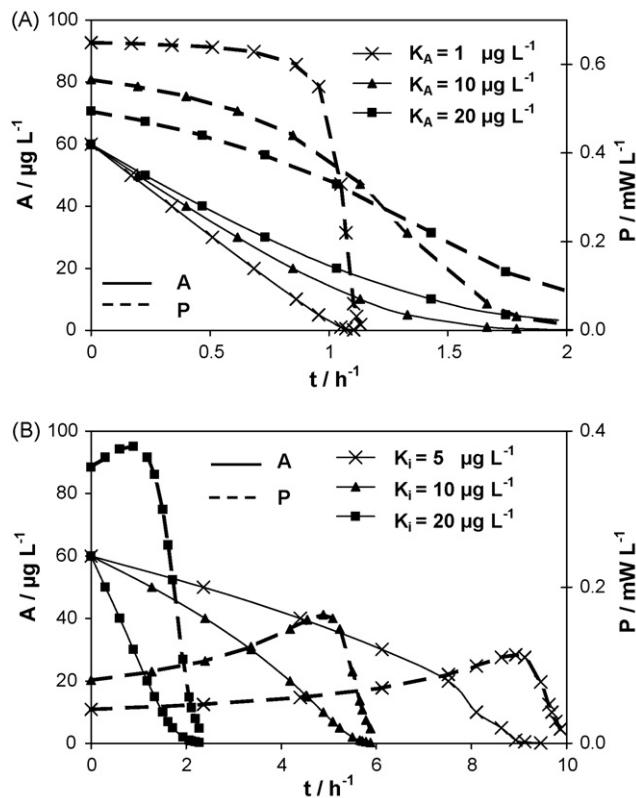 (A)
100
80
60
40
20
0
A / µg L⁻¹
K_A = 1 µg L⁻¹
K_A = 10 µg L⁻¹
K_A = 20 µg L⁻¹
A
P
0.6
0.4
0.2
0.0
P / mW L⁻¹
0 0.5 1 1.5 2
t / h⁻¹
(B)
100
80
60
40
20
0
A / µg L⁻¹
A
P
K_i = 5 µg L⁻¹
K_i = 10 µg L⁻¹
K_i = 20 µg L⁻¹
0.4
0.2
0.0
P / mW L⁻¹
0 2 4 6 8 10
t / h⁻¹